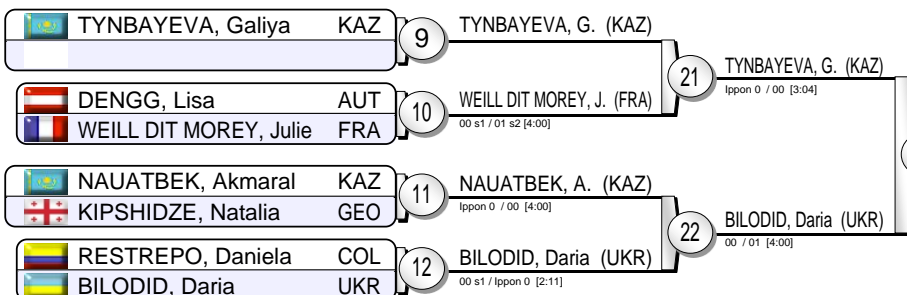 TYNBAYEVA, Galiya KAZ
9
TYNBAYEVA, G. (KAZ)
21
TYNBAYEVA, G. (KAZ)
Ippon 0 / 00 [3:04]
DENGG, Lisa AUT
WEILL DIT MOREY, Julie FRA
10
WEILL DIT MOREY, J. (FRA)
00 s1 / 01 s2 [4:00]
NAUATBEK, Akmaral KAZ
KIPSHIDZE, Natalia GEO
11
NAUATBEK, A. (KAZ)
Ippon 0 / 00 [4:00]
22
BILODID, Daria (UKR)
00 / 01 [4:00]
RESTREPO, Daniela COL
BILODID, Daria UKR
12
BILODID, Daria (UKR)
00 s1 / Ippon 0 [2:11]